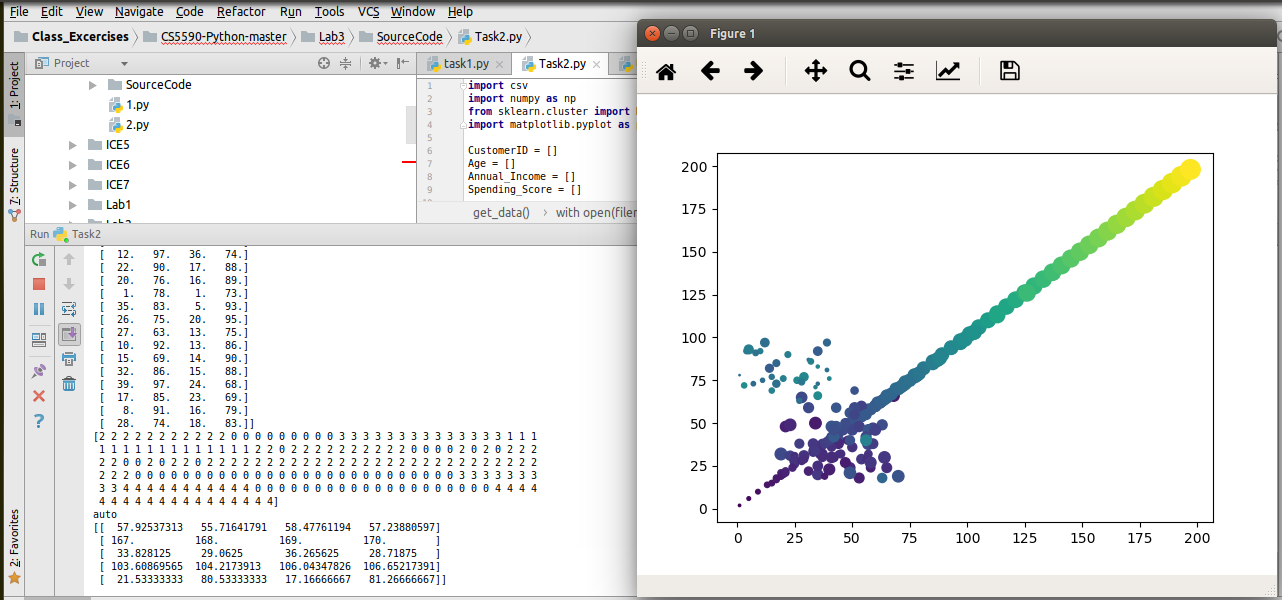 File Edit View Navigate Code Refactor Run Tools VCS Window Help
Class_Excercises CS5590-Python-master Lab3 SourceCode Task2.py
Project
task1.py Task2.py
SourceCode
1.py
2.py
ICE5
ICE6
ICE7
Lab1
1: Project
7: Structure
2: Favorites
1 import csv
2 import numpy as np
3 from sklearn.cluster import
4 import matplotlib.pyplot as
5
6 CustomerID = []
7 Age = []
8 Annual_Income = []
9 Spending_Score = []
get_data() with open(filen
Run Task2
[ 12. 97. 36. 74.]
[ 22. 90. 17. 88.]
[ 20. 76. 16. 89.]
[ 1. 78. 1. 73.]
[ 35. 83. 5. 93.]
[ 26. 75. 20. 95.]
[ 27. 63. 13. 75.]
[ 10. 92. 13. 86.]
[ 15. 69. 14. 90.]
[ 32. 86. 15. 88.]
[ 39. 97. 24. 68.]
[ 17. 85. 23. 69.]
[ 8. 91. 16. 79.]
[ 28. 74. 18. 83.]]
[2 2 2 2 2 2 2 2 2 2 2 0 0 0 0 0 0 0 0 0 3 3 3 3 3 3 3 3 3 3 3 3 3 3 1 1 1
1 1 1 1 1 1 1 1 1 1 1 1 1 2 2 0 2 2 2 2 2 2 2 2 2 2 0 0 0 2 0 2 0 2 2 2
2 2 0 0 2 0 2 0 2 2 2 2 2 2 2 2 2 2 2 2 2 2 2 2 2 2 2 2 2 2 2 2 2 2 2 2 2
2 2 2 0 0 0 0 0 0 0 0 0 0 0 0 0 0 0 0 0 0 0 0 0 0 0 0 0 0 0 3 3 3 3 3 3 3
3 3 4 4 4 4 4 4 4 4 4 4 4 0 0 0 0 0 0 0 0 0 0 0 0 0 0 0 0 0 0 0 0 4 4 4 4
4 4 4 4 4 4 4 4 4 4 4 4 4 4 4]
auto
[[ 57.92537313 55.71641791 58.47761194 57.23880597]
[ 167. 168. 169. 170. ]
[ 33.828125 29.0625 36.265625 28.71875 ]
[ 103.60869565 104.2173913 106.04347826 106.65217391]
[ 21.53333333 80.53333333 17.16666667 81.26666667]]
Figure 1
200
175
150
125
100
75
50
25
0
0 25 50 75 100 125 150 175 200